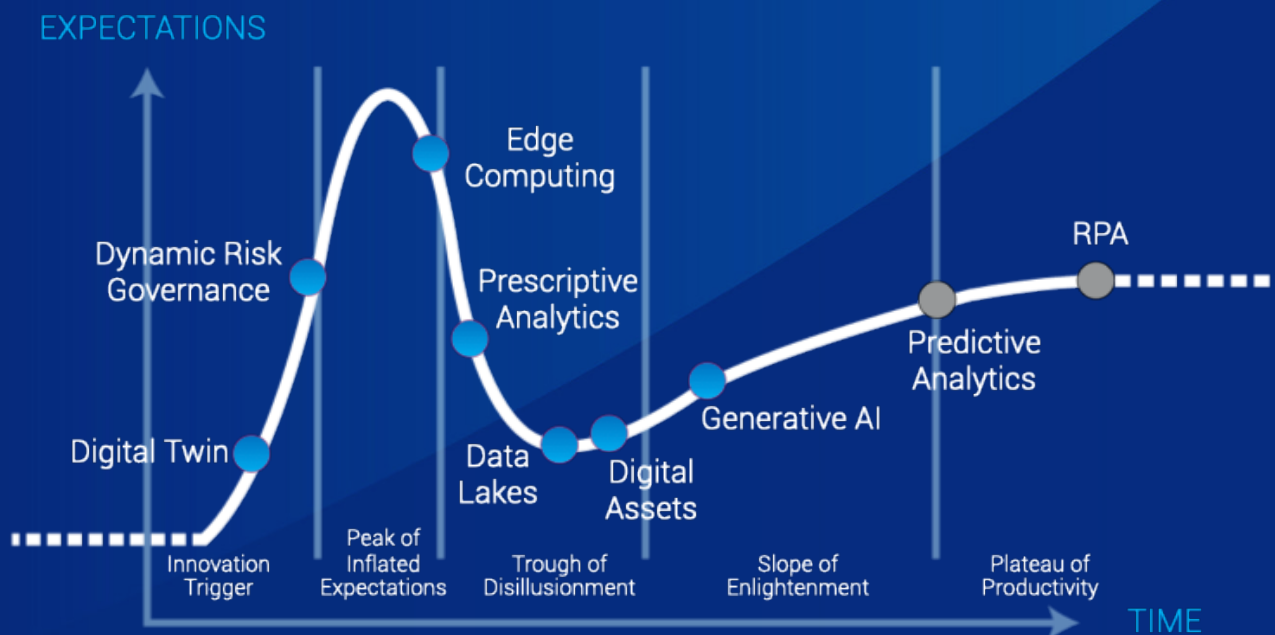 EXPECTATIONS
Edge
Computing
Dynamic Risk
Governance
RPA
Prescriptive
Analytics
Predictive
Analytics
Generative AI
Digital Twin
Data
Lakes
Digital
Assets
Innovation
Trigger
Peak of
Inflated
Expectations
Trough of
Disillusionment
Slope of
Enlightenment
Plateau of
Productivity
TIME